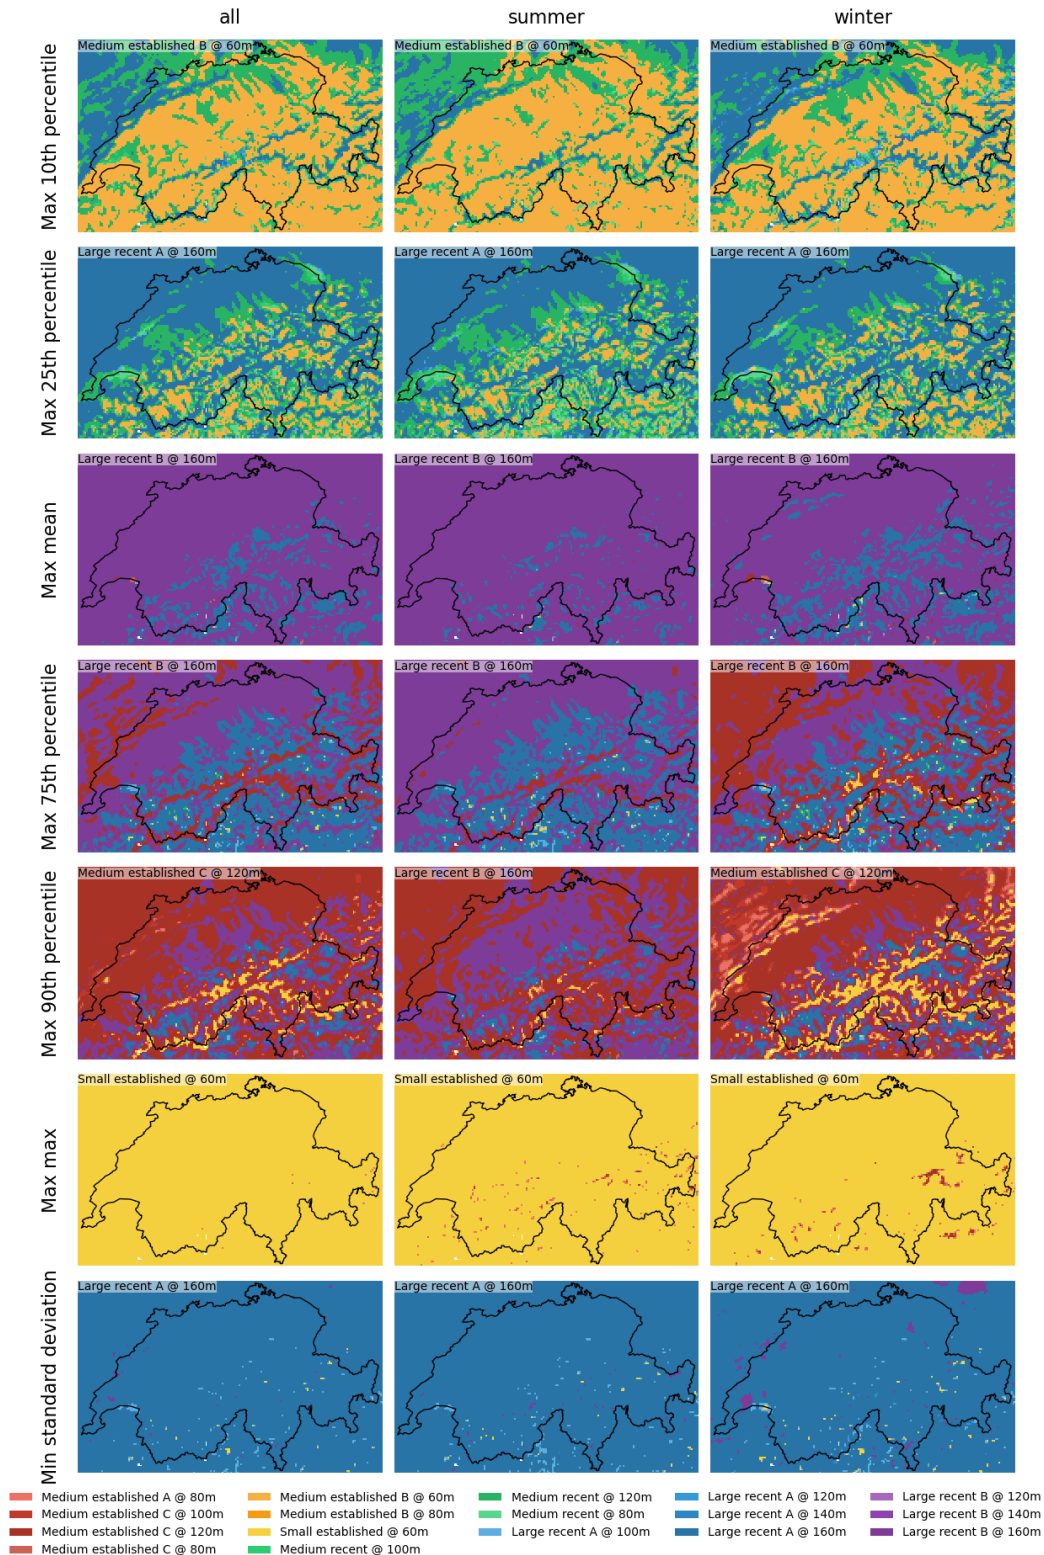 all summer winter
Max 10th percentile
Medium established B @ 60m Medium established B @ 60m Medium established B @ 60m
Max 25th percentile
Large recent A @ 160m Large recent A @ 160m Large recent A @ 160m
Max mean
Large recent B @ 160m Large recent B @ 160m Large recent B @ 160m
Max 75th percentile
Large recent B @ 160m Large recent B @ 160m Large recent B @ 160m
Max 90th percentile
Medium established C @ 120m Large recent B @ 160m Medium established C @ 120m
Max max
Small established @ 60m Small established @ 60m Small established @ 60m
Min standard deviation
Large recent A @ 160m Large recent A @ 160m Large recent A @ 160m
Medium established A @ 80m Medium established B @ 60m Medium recent @ 120m Large recent A @ 120m Large recent B @ 120m
Medium established C @ 100m Medium established B @ 80m Medium recent @ 80m Large recent A @ 140m Large recent B @ 140m
Medium established C @ 120m Small established @ 60m Large recent A @ 100m Large recent A @ 160m Large recent B @ 160m
Medium established C @ 80m Medium recent @ 100m